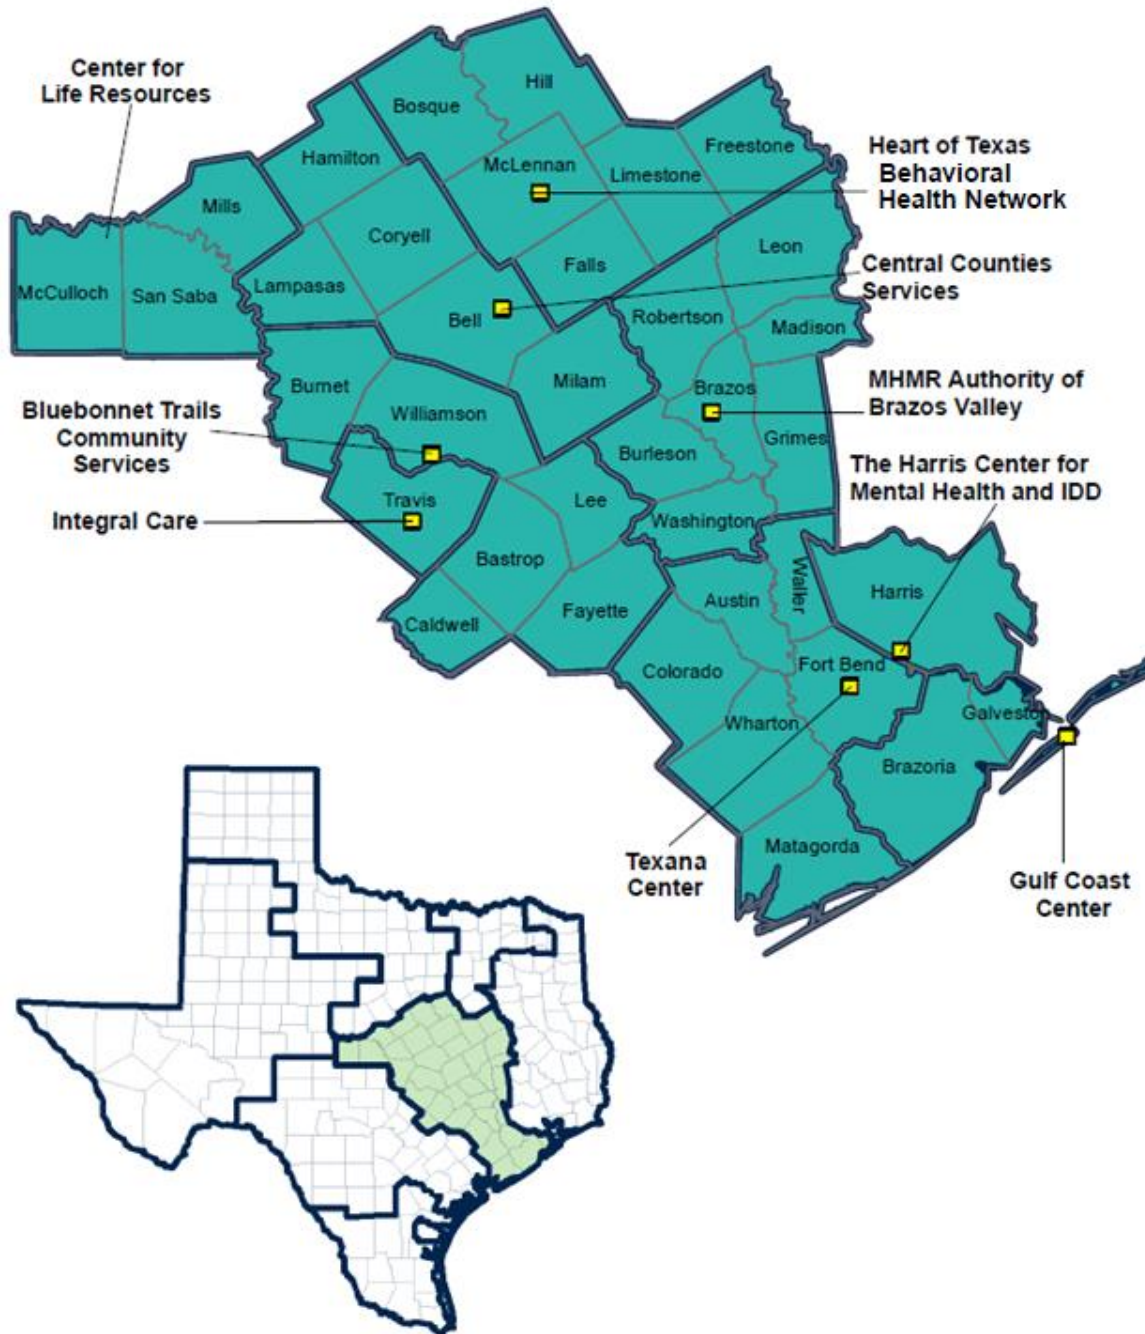 Center for
Life Resources
Hill
Bosque
Heart of Texas
Behavioral
Health Network
Freestone
Hamilton
McLennan
Limestone
Mills
Coryell
Leon
Falls
Central Counties
Services
McCulloch
San Saba
Lampasas
Bell
Robertson
Madison
Milam
Burnet
Brazos
MHMR Authority of
Brazos Valley
Bluebonnet Trails
Community
Services
Williamson
Grimes
Burleson
The Harris Center for
Mental Health and IDD
Integral Care
Travis
Lee
Washington
Bastrop
Waller
Harris
Austin
Fayette
Caldwell
Colorado
Fort Bend
Wharton
Galveston
Brazoria
Matagorda
Texana
Center
Gulf Coast
Center